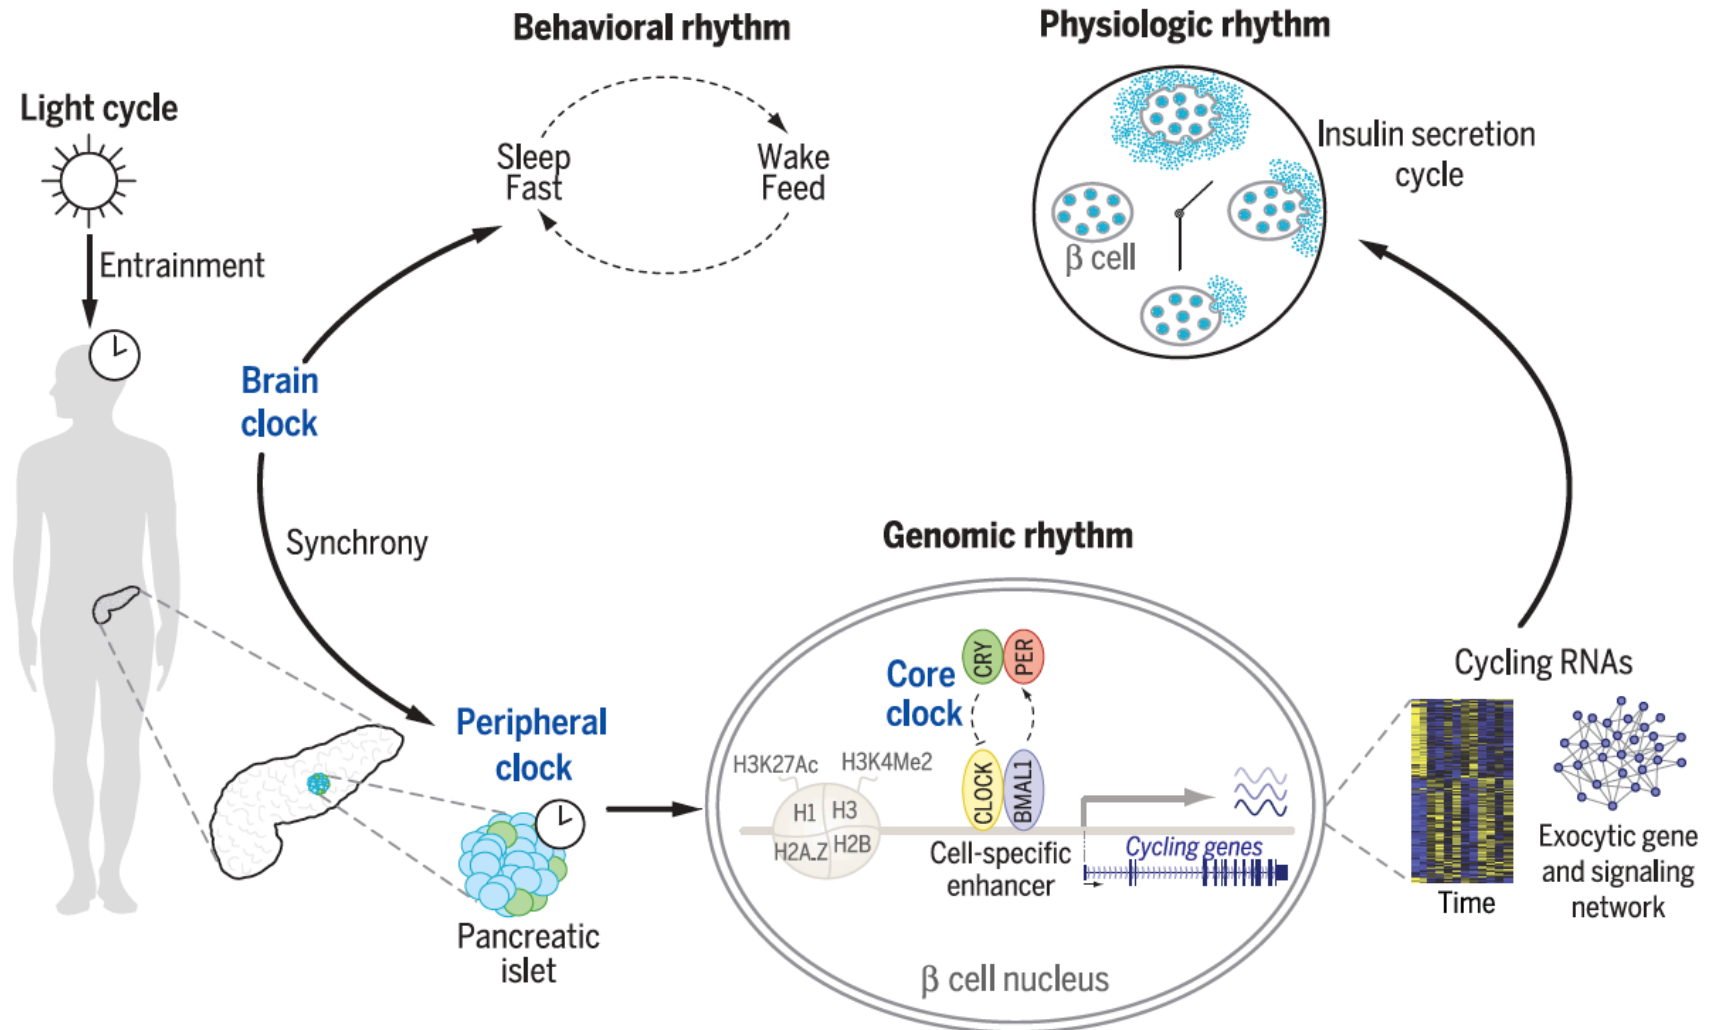 Behavioral rhythm
Physiologic rhythm
Light cycle
Sleep
Fast
Wake
Feed
Insulin secretion
cycle
β cell
Entrainment
Brain
clock
Synchrony
Genomic rhythm
Peripheral
clock
Pancreatic
islet
Core
clock
CRY
PER
CLOCK
BMAL1
H3K27Ac
H3K4Me2
H1
H3
H2A.Z
H2B
Cell-specific
enhancer
Cycling genes
β cell nucleus
Cycling RNAs
Time
Exocytic gene
and signaling
network